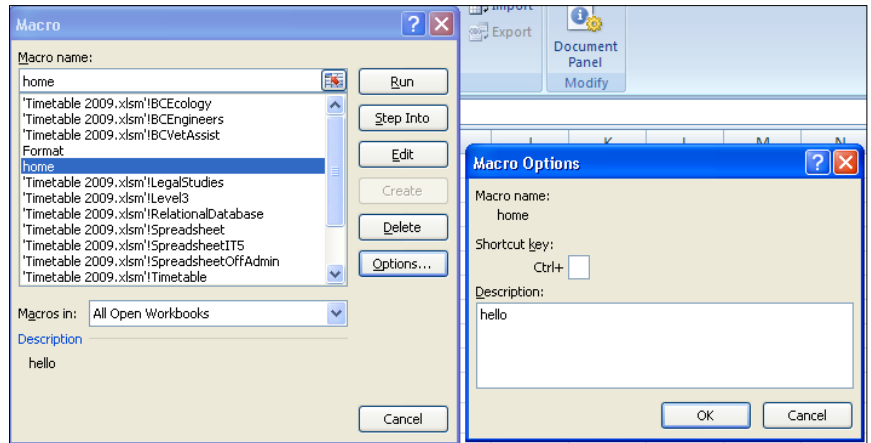 Macro
Macro name:
home
Run
'Timetable 2009.xlsm'!BCEcology
'Timetable 2009.xlsm'!BCEngineers
'Timetable 2009.xlsm'!BCVetAssist
Format
home
'Timetable 2009.xlsm'!LegalStudies
'Timetable 2009.xlsm'!Level3
'Timetable 2009.xlsm'!RelationalDatabase
'Timetable 2009.xlsm'!Spreadsheet
'Timetable 2009.xlsm'!SpreadsheetIT5
'Timetable 2009.xlsm'!SpreadsheetOffAdmin
'Timetable 2009.xlsm'!Timetable
Step Into
Edit
Create
Delete
Options...
Macros in: All Open Workbooks
Description
hello
Cancel
Import
Export
Document
Panel
Modify
K
M
N
Macro Options
Macro name:
home
Shortcut key:
Ctrl+
Description:
hello
OK
Cancel